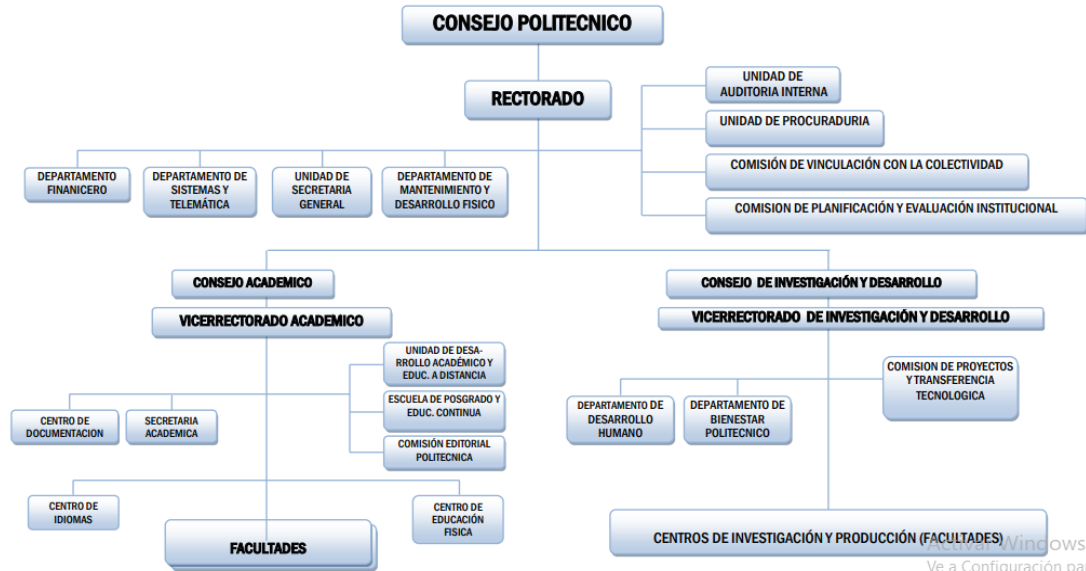 CONSEJO POLITECNICO
RECTORADO
UNIDAD DE
AUDITORIA INTERNA
UNIDAD DE PROCURADURIA
COMISIÓN DE VINCULACIÓN CON LA COLECTIVIDAD
COMISION DE PLANIFICACIÓN Y EVALUACIÓN INSTITUCIONAL
DEPARTAMENTO
FINANICERO
DEPARTAMENTO DE
SISTEMAS Y
TELEMÁTICA
UNIDAD DE
SECRETARIA
GENERAL
DEPARTAMENTO DE
MANTENIMIENTO Y
DESARROLLO FISICO
CONSEJO ACADEMICO
VICERRECTORADO ACADEMICO
UNIDAD DE DESA-
RROLLO ACADÉMICO Y
EDUC. A DISTANCIA
ESCUELA DE POSGRADO Y
EDUC. CONTINUA
COMISIÓN EDITORIAL
POLITECNICA
CENTRO DE
DOCUMENTACION
SECRETARIA
ACADEMICA
CENTRO DE
IDIOMAS
CENTRO DE
EDUCACIÓN
FISICA
FACULTADES
CONSEJO DE INVESTIGACIÓN Y DESARROLLO
VICERRECTORADO DE INVESTIGACIÓN Y DESARROLLO
COMISION DE PROYECTOS
Y TRANSFERENCIA
TECNOLOGICA
DEPARTAMENTO DE
DESARROLLO
HUMANO
DEPARTAMENTO DE
BIENESTAR
POLITECNICO
CENTROS DE INVESTIGACIÓN Y PRODUCCIÓN (FACULTADES)
Activar Windows
Ve a Configuración par